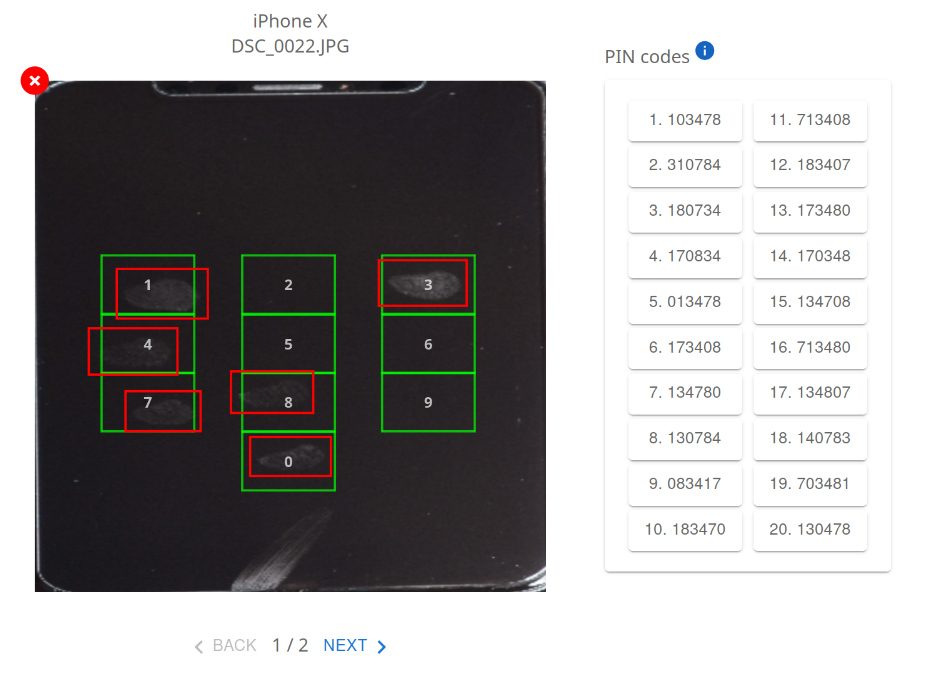 iPhone X
DSC_0022.JPG
PIN codes
i
1 2 3
4 5 6
7 8 9
0
1. 103478 11. 713408
2. 310784 12. 183407
3. 180734 13. 173480
4. 170834 14. 170348
5. 013478 15. 134708
6. 173408 16. 713480
7. 134780 17. 134807
8. 130784 18. 140783
9. 083417 19. 703481
10. 183470 20. 130478
BACK 1 / 2 NEXT